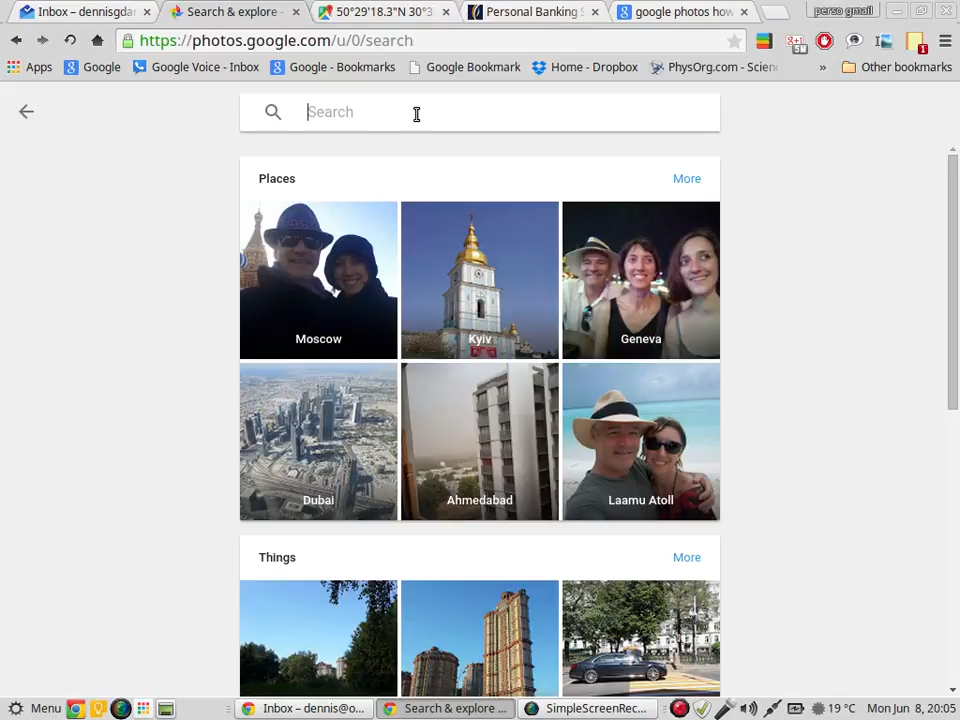 Inbox – dennisgda
Search & explore -
50°29'18.3"N 30°3
Personal Banking S
google photos how
perso gmail
https://photos.google.com/u/0/search
Apps
Google
Google Voice - Inbox
Google - Bookmarks
Google Bookmark
Home - Dropbox
PhysOrg.com - Scien
»
Other bookmarks
Search
Places
More
Moscow
Kyiv
Geneva
Dubai
Ahmedabad
Laamu Atoll
Things
More
Menu
Inbox – dennis@o...
Search & explore ...
SimpleScreenRec...
19 °C
Mon Jun 8, 20:05